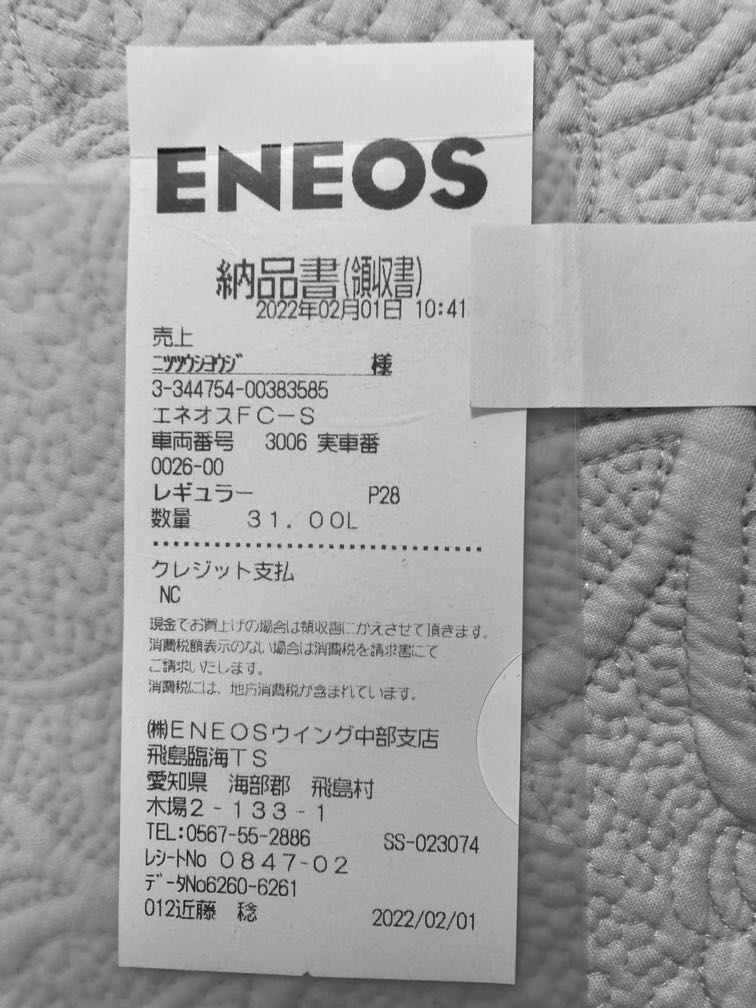 ENEOS
納品書(領収書)
2022年02月01日 10:41
売上
ﾆﾂﾂｳｼﾖｳｼﾞ 様
3-344754-00383585
エネオスFC-S
車両番号 3006 実車番
0026-00
レギュラー P28
数量 31.00L
クレジット支払
NC
現金でお買上げの場合は領収書にかえさせて頂きます。
消費税額表示のない場合は消費税を請求書にて
ご請求いたします。
消費税には、地方消費税が含まれています。
㈱ENEOSウイング中部支店
飛島臨海TS
愛知県 海部郡 飛島村
木場2-133-1
TEL:0567-55-2886 SS-023074
ﾚｼｰﾄNo 0847-02
ﾃﾞｰﾀNo6260-6261
012近藤 稔 2022/02/01